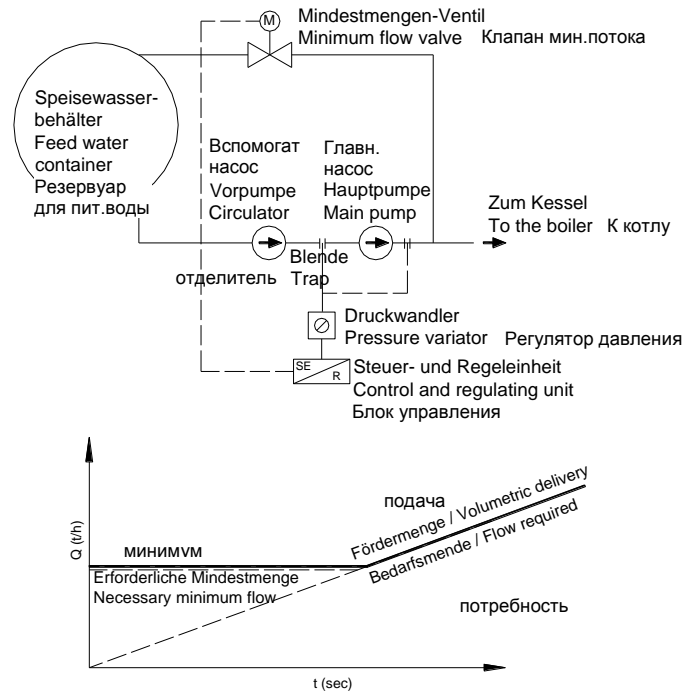 M
Mindestmengen-Ventil
Minimum flow valve Клапан мин.потока
Speisewasser-
behälter
Feed water
container
Резервуар
для пит.воды
Вспомогат
насос
Vorpumpe
Circulator
Главн.
насос
Hauptpumpe
Main pump
Zum Kessel
To the boiler К котлу
Blende
отделитель Trap
Druckwandler
Pressure variator Регулятор давления
SE
R
Steuer- und Regeleinheit
Control and regulating unit
Блок управления
Q (t/h)
подача
Fördermenge / Volumetric delivery
Bedarfsmende / Flow required
минимум
Erforderliche Mindestmenge
Necessary minimum flow
потребность
t (sec)